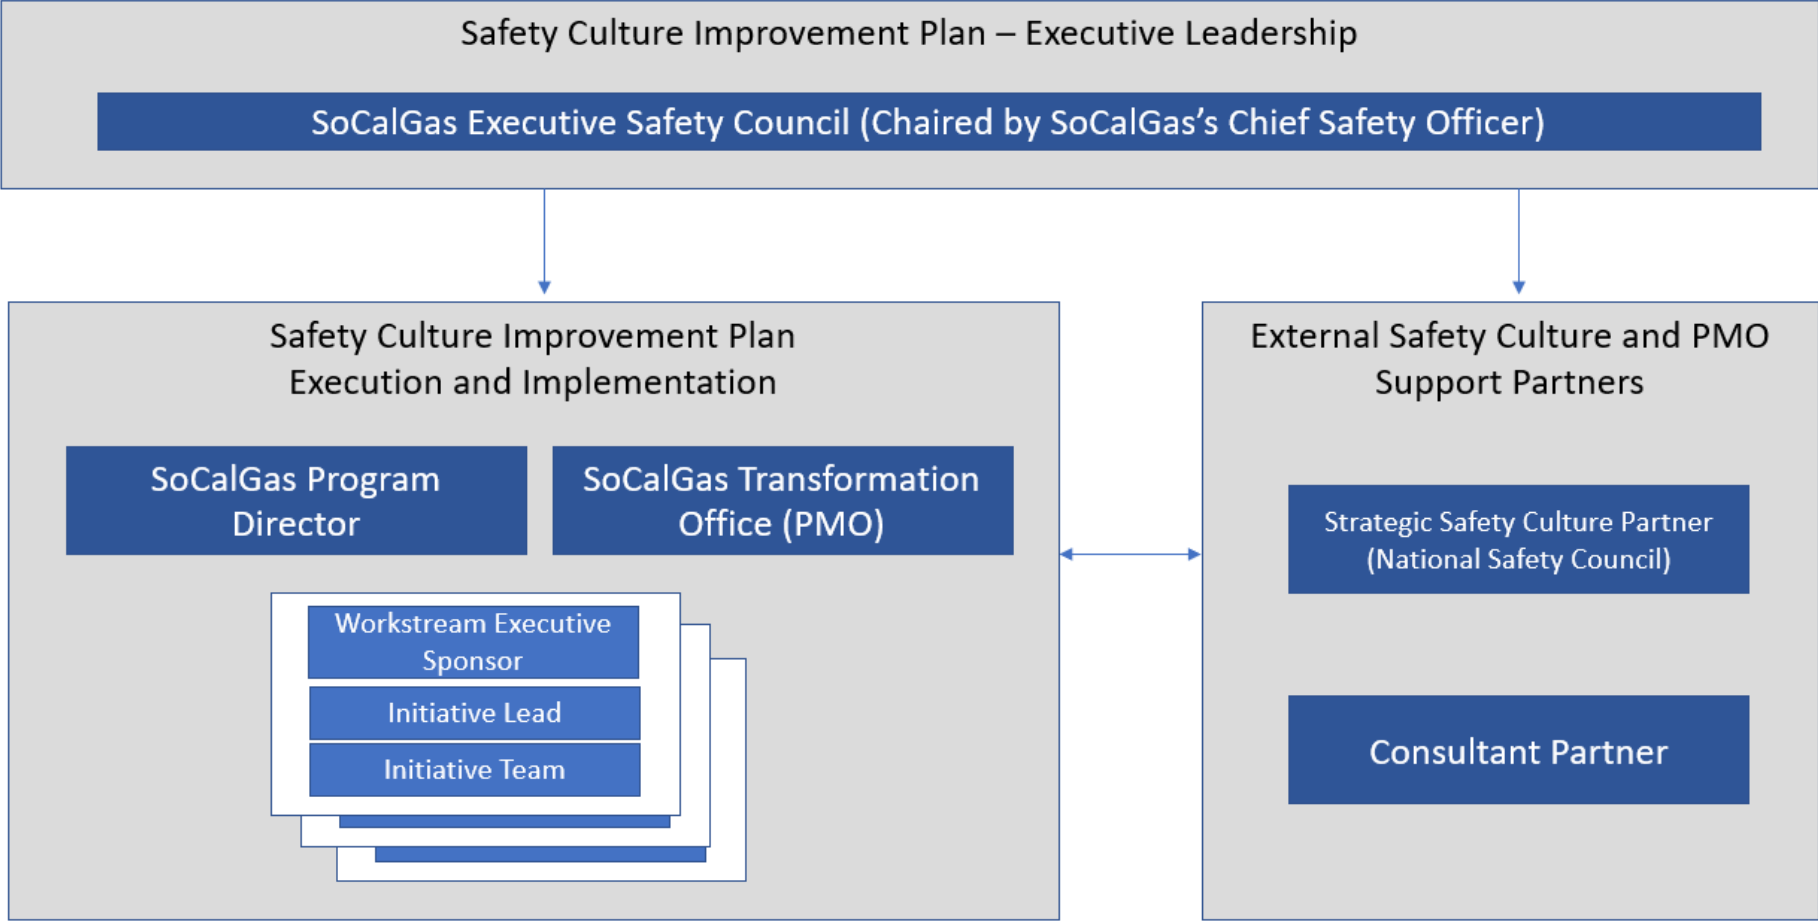 Safety Culture Improvement Plan – Executive Leadership
SoCalGas Executive Safety Council (Chaired by SoCalGas’s Chief Safety Officer)
Safety Culture Improvement Plan
Execution and Implementation
SoCalGas Program
Director
SoCalGas Transformation
Office (PMO)
Workstream Executive
Sponsor
Initiative Lead
Initiative Team
External Safety Culture and PMO
Support Partners
Strategic Safety Culture Partner
(National Safety Council)
Consultant Partner